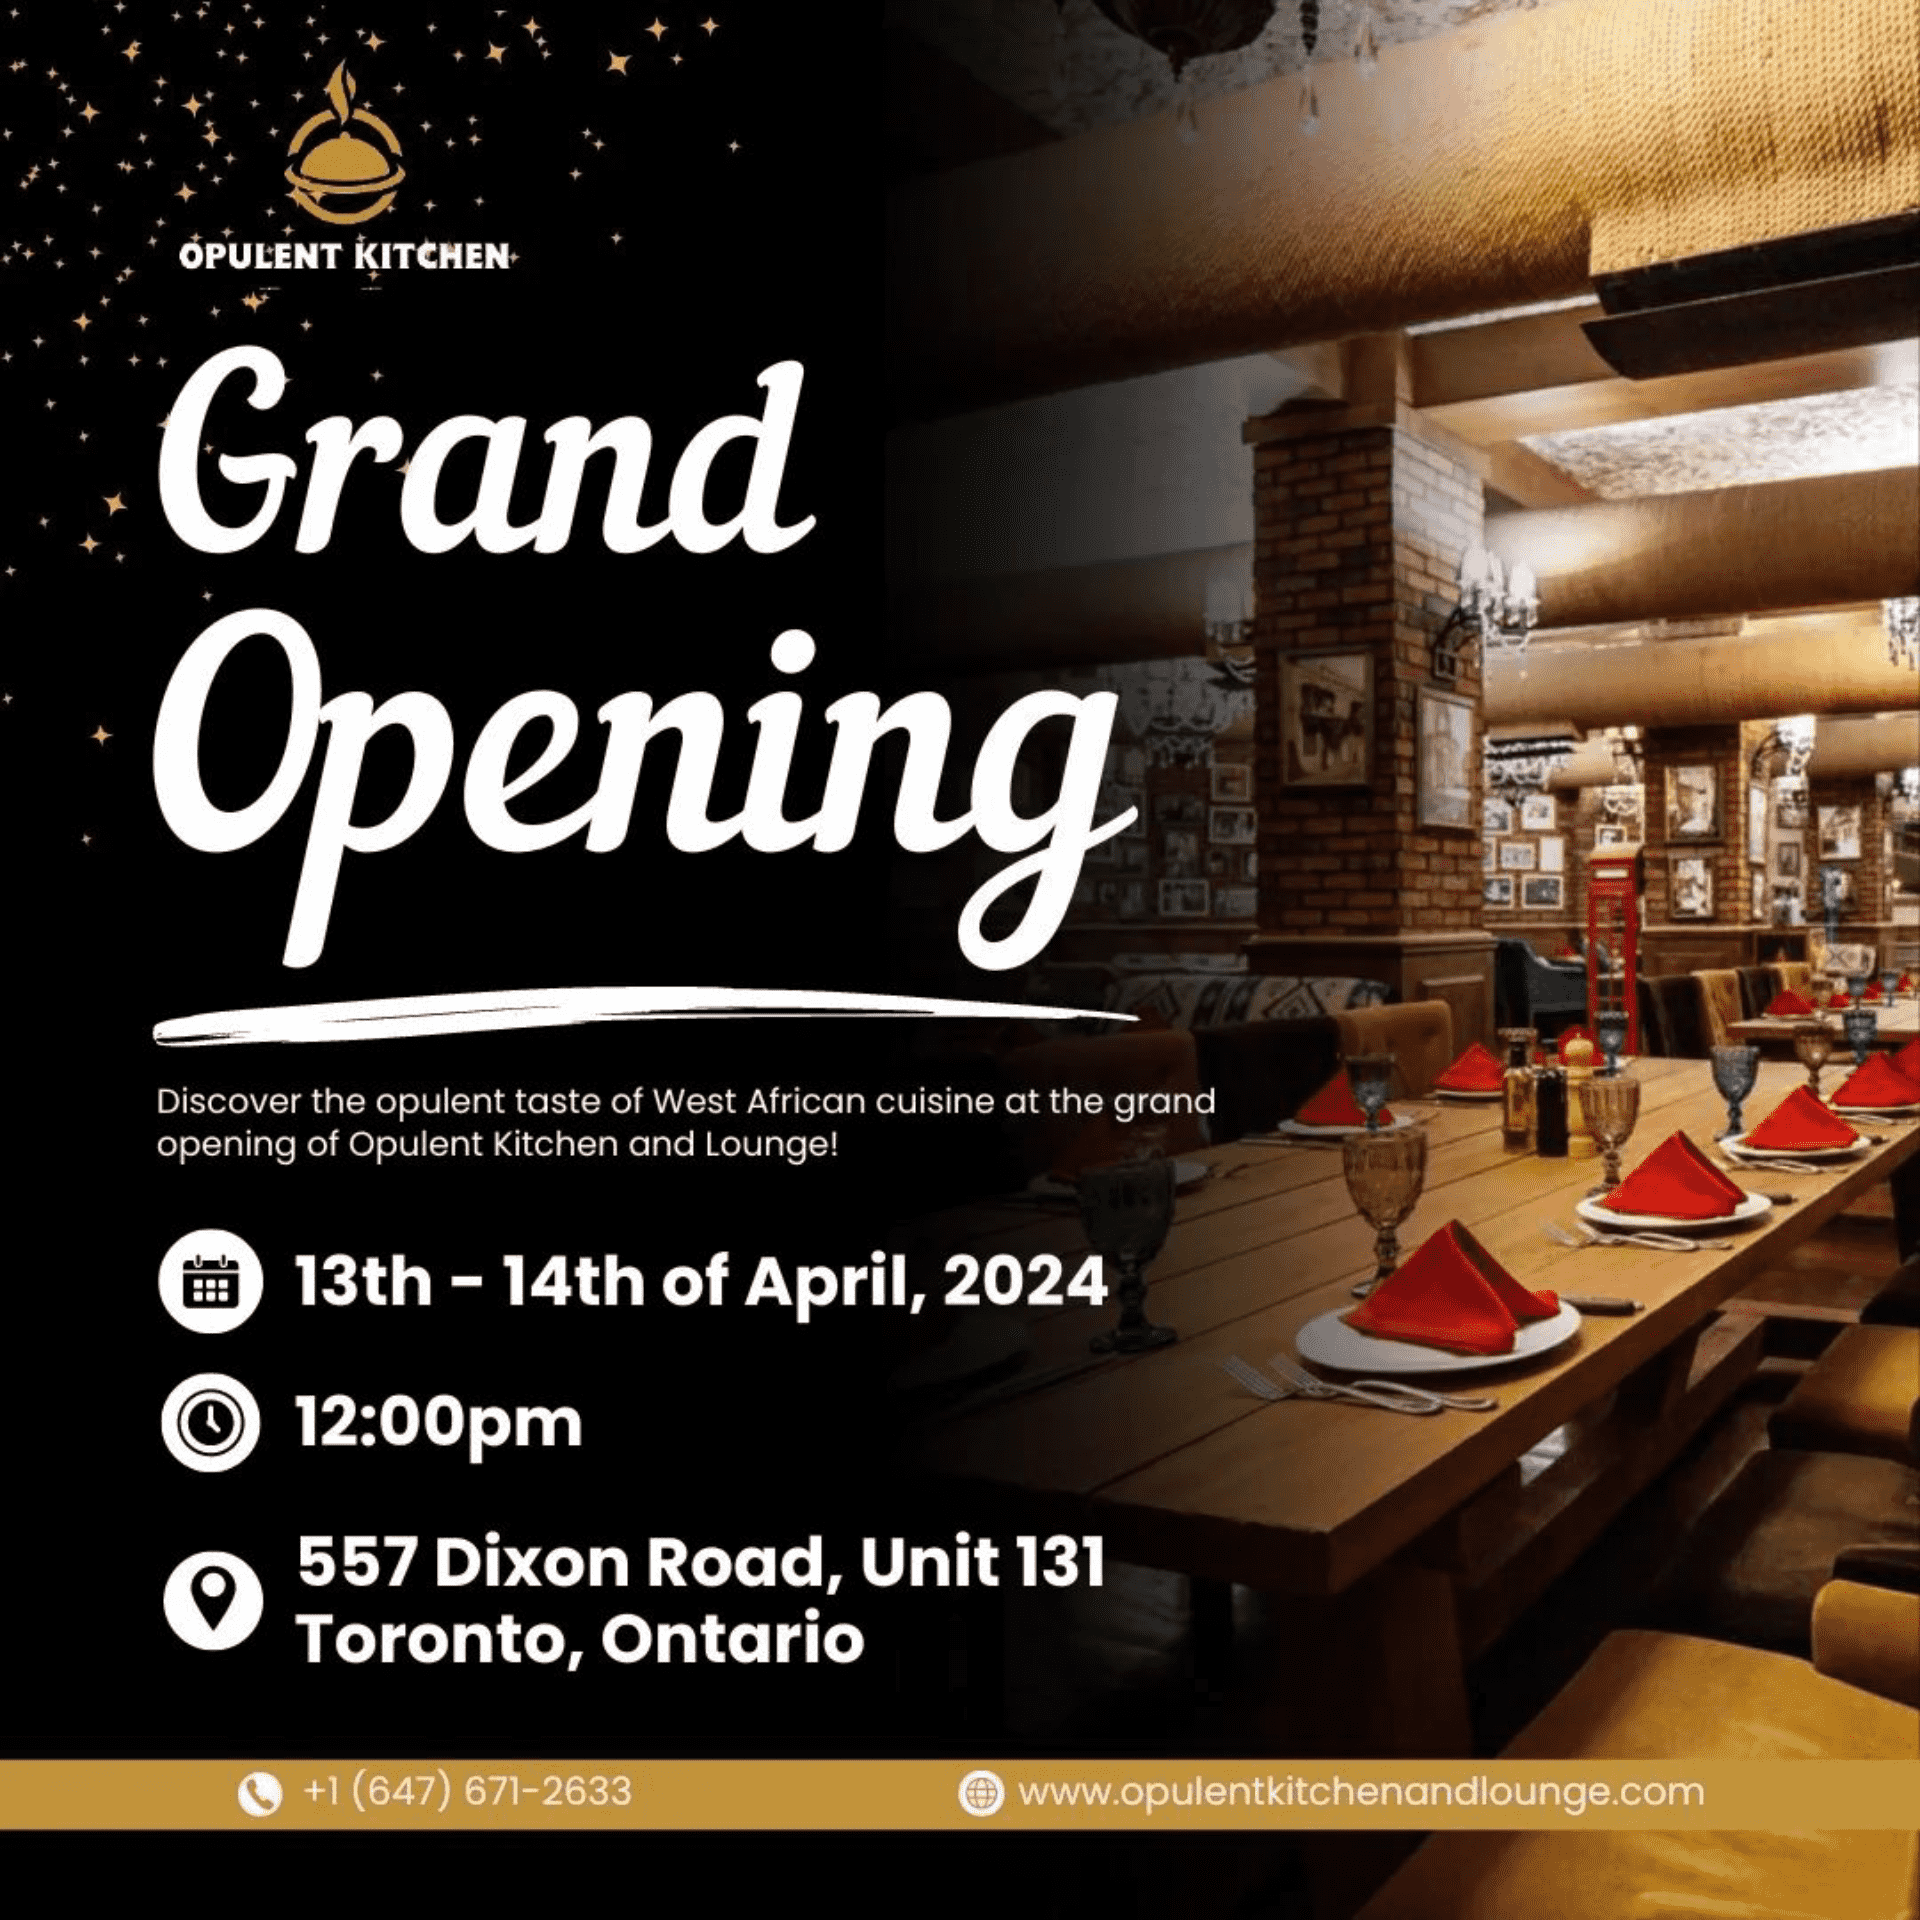 OPULENT KITCHEN
Grand
Opening
Discover the opulent taste of West African cuisine at the grand
opening of Opulent Kitchen and Lounge!
13th - 14th of April, 2024
12:00pm
557 Dixon Road, Unit 131
Toronto, Ontario
+1 (647) 671-2633
www.opulentkitchenandlounge.com